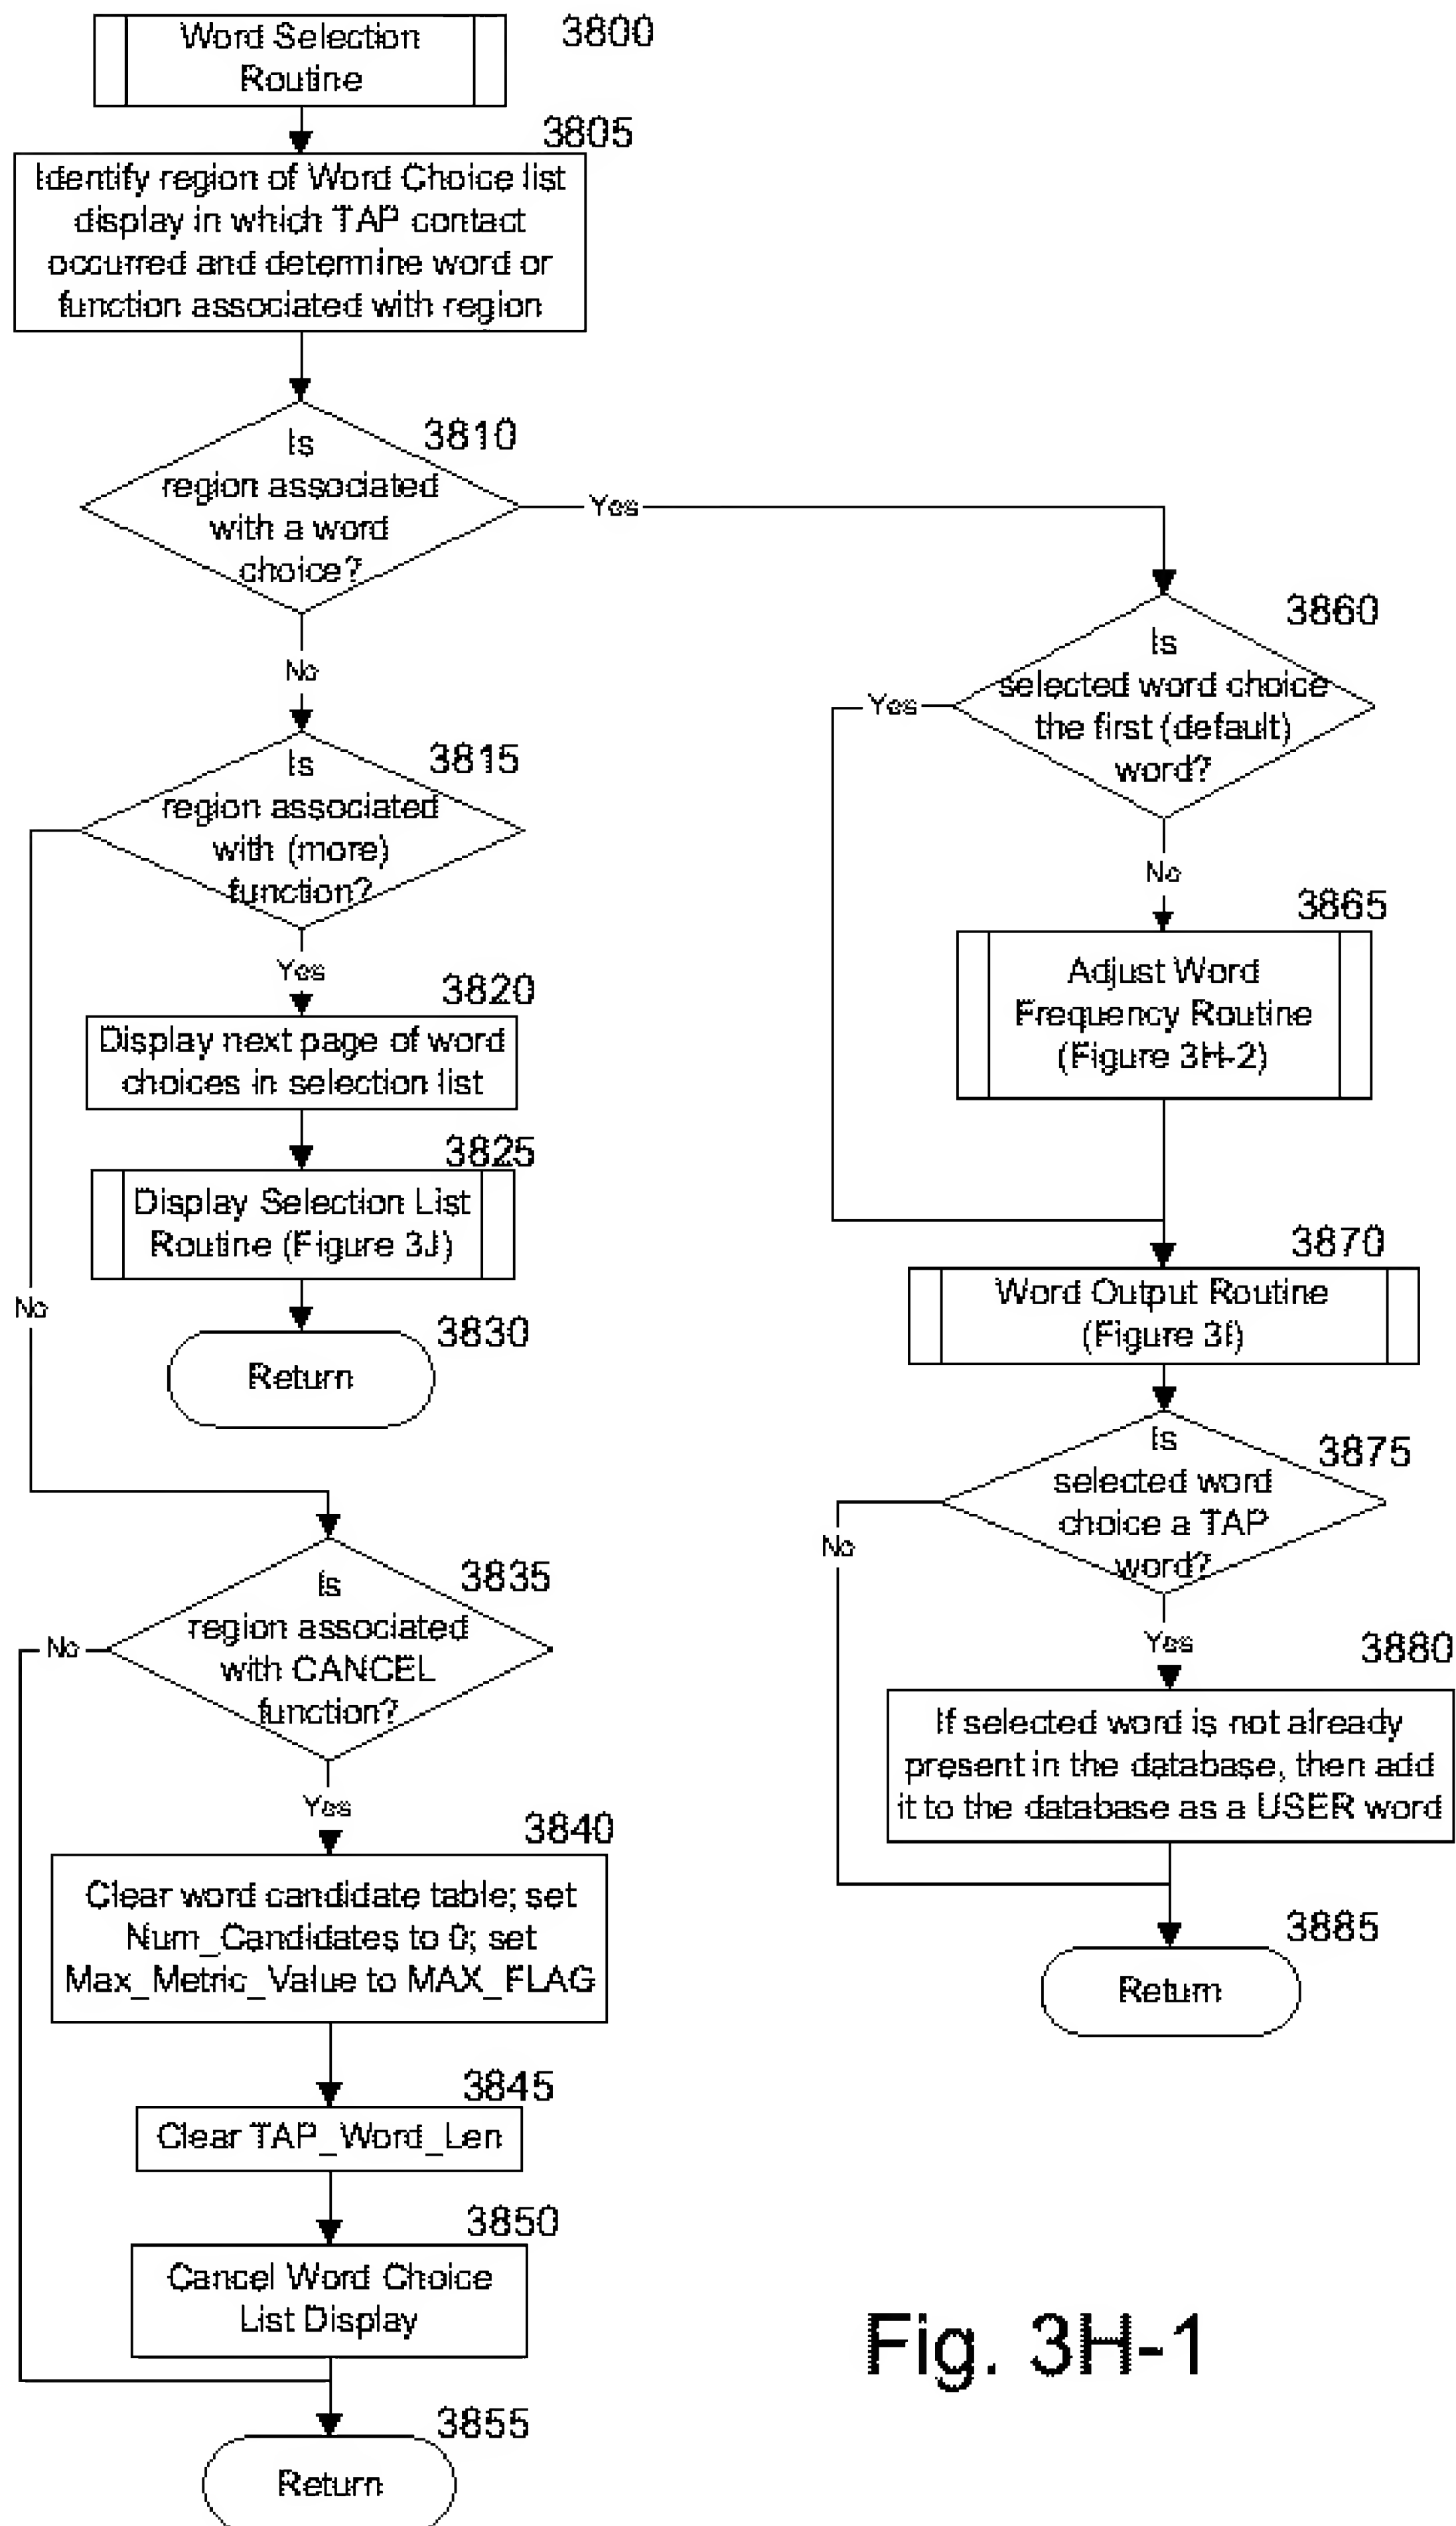 Word Selection
Routine
3800
3805
Identify region of Word Choice list
display in which TAP contact
occurred and determine word or
function associated with region
3810
Is
region associated
with a word
choice?
Yes
No
3815
Is
region associated
with (more)
function?
No
Yes
3820
Display next page of word
choices in selection list
3825
Display Selection List
Routine (Figure 3J)
3830
Return
3835
Is
region associated
with CANCEL
function?
No
Yes
3840
Clear word candidate table; set
Num_Candidates to 0; set
Max_Metric_Value to MAX_FLAG
3845
Clear TAP_Word_Len
3850
Cancel Word Choice
List Display
3855
Return
3860
Is
selected word choice
the first (default)
word?
Yes
No
3865
Adjust Word
Frequency Routine
(Figure 3H-2)
3870
Word Output Routine
(Figure 3I)
3875
Is
selected word
choice a TAP
word?
No
Yes
3880
If selected word is not already
present in the database, then add
it to the database as a USER word
3885
Return
Fig. 3H-1